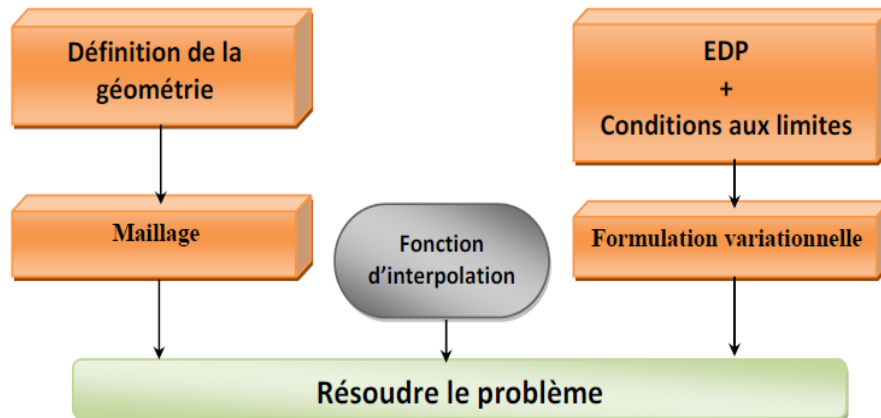 Définition de la
géométrie
EDP
+
Conditions aux limites
Maillage
Fonction
d’interpolation
Formulation variationnelle
Résoudre le problème